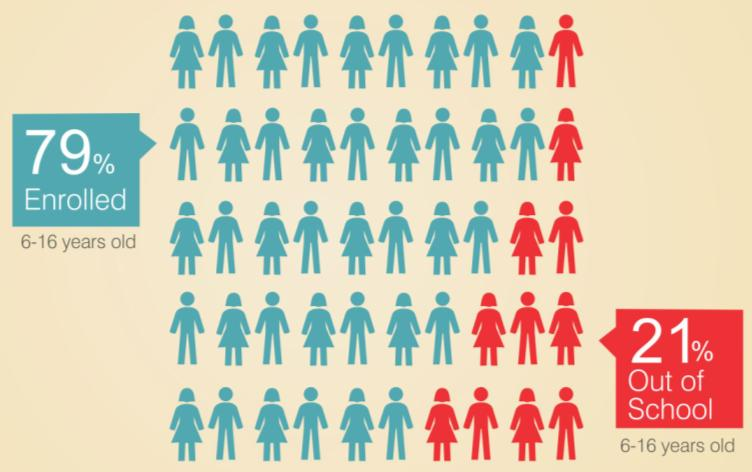 79%
Enrolled
6-16 years old
21%
Out of
School
6-16 years old